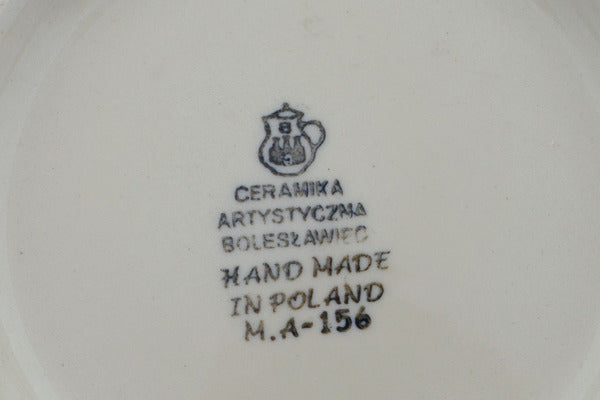 B
C
CERAMIKA
ARTYSTYCZNA
BOLESŁAWIEC
HAND MADE
IN POLAND
M.A-156